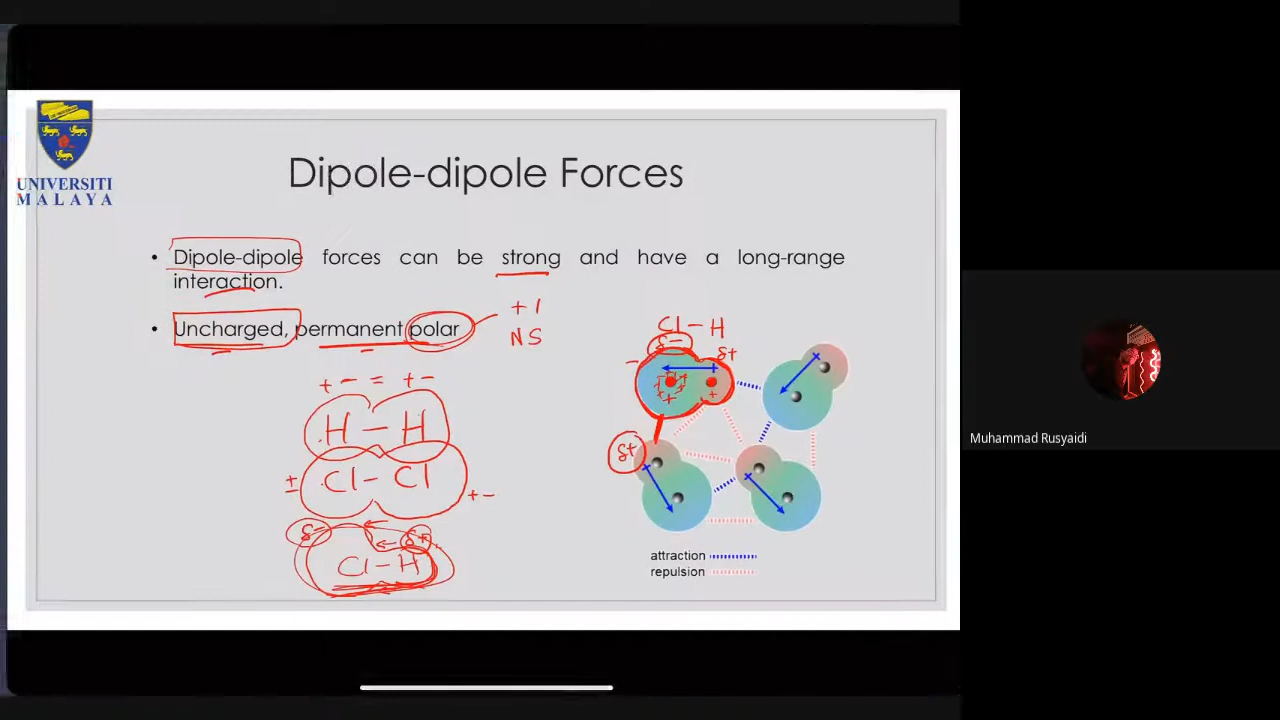 UNIVERSITI
MALAYA
Dipole-dipole Forces
• Dipole-dipole forces can be strong and have a long-range
interaction.
• Uncharged, permanent polar
+ 1
N S
Cl – H
δ–
δ+
–
+
+ – = + –
H – H
δ+
±
Cl – Cl
+ –
δ–
δ+
Cl – H
attraction
repulsion
Muhammad Rusyaidi